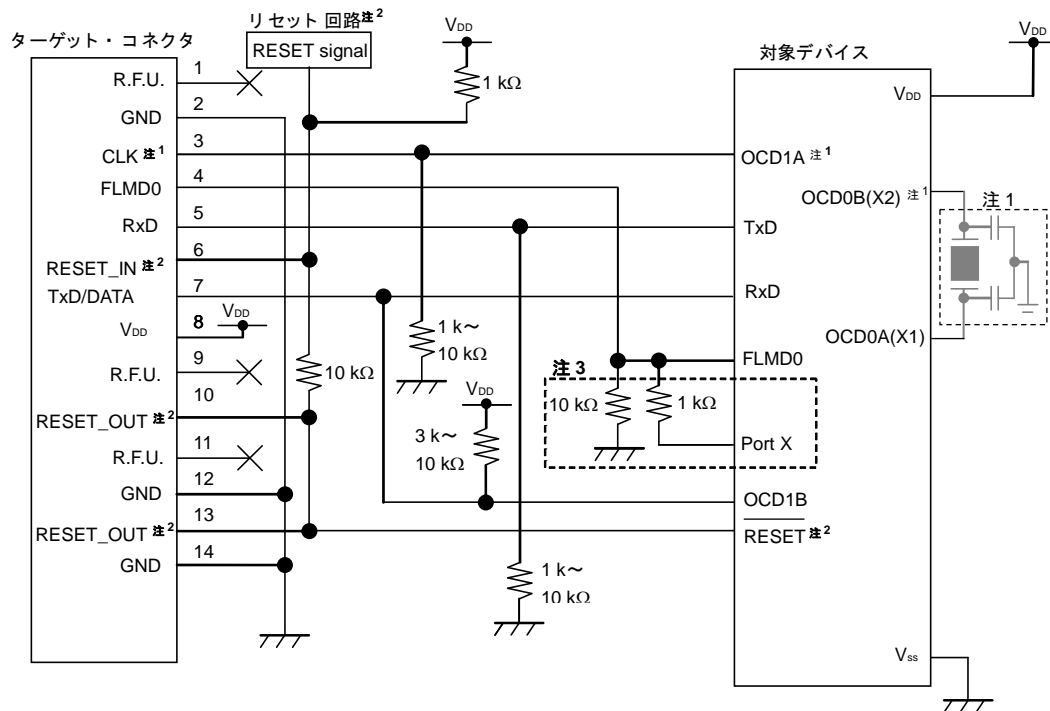 リセット 回路注2
RESET signal
VDD
1 kΩ
ターゲット・コネクタ
対象デバイス
VDD
1
R.F.U.
2
GND
3
CLK 注1
4
FLMD0
5
RxD
6
RESET_IN 注2
7
TxD/DATA
8
VDD
VDD
9
R.F.U.
10
RESET_OUT 注2
11
R.F.U.
12
GND
13
RESET_OUT 注2
14
GND
10 kΩ
1 k～
10 kΩ
VDD
3 k～
10 kΩ
1 k～
10 kΩ
注 3
10 kΩ
1 kΩ
VDD
OCD1A 注1
OCD0B(X2) 注1
注 1
TxD
RxD
OCD0A(X1)
FLMD0
Port X
OCD1B
RESET 注2
Vss